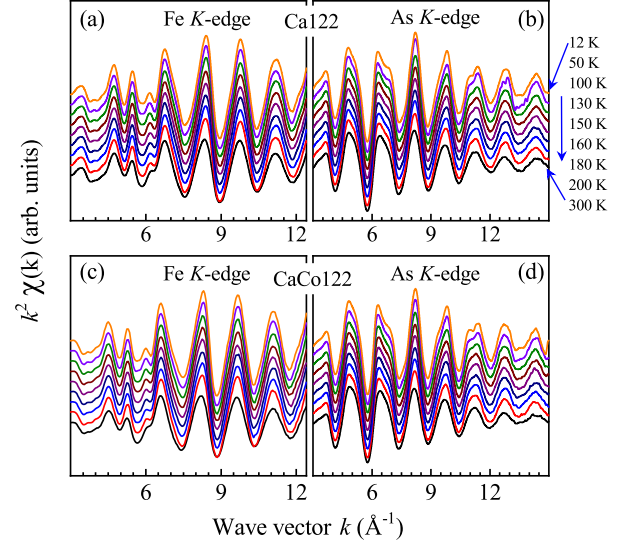 (a) Fe K-edge Ca122 As K-edge (b)
12 K
50 K
100 K
130 K
150 K
160 K
180 K
200 K
300 K
6 9 12 6 9 12
(c) Fe K-edge CaCo122 As K-edge (d)
6 9 12 6 9 12
k² χ(k) (arb. units)
Wave vector k (Å⁻¹)